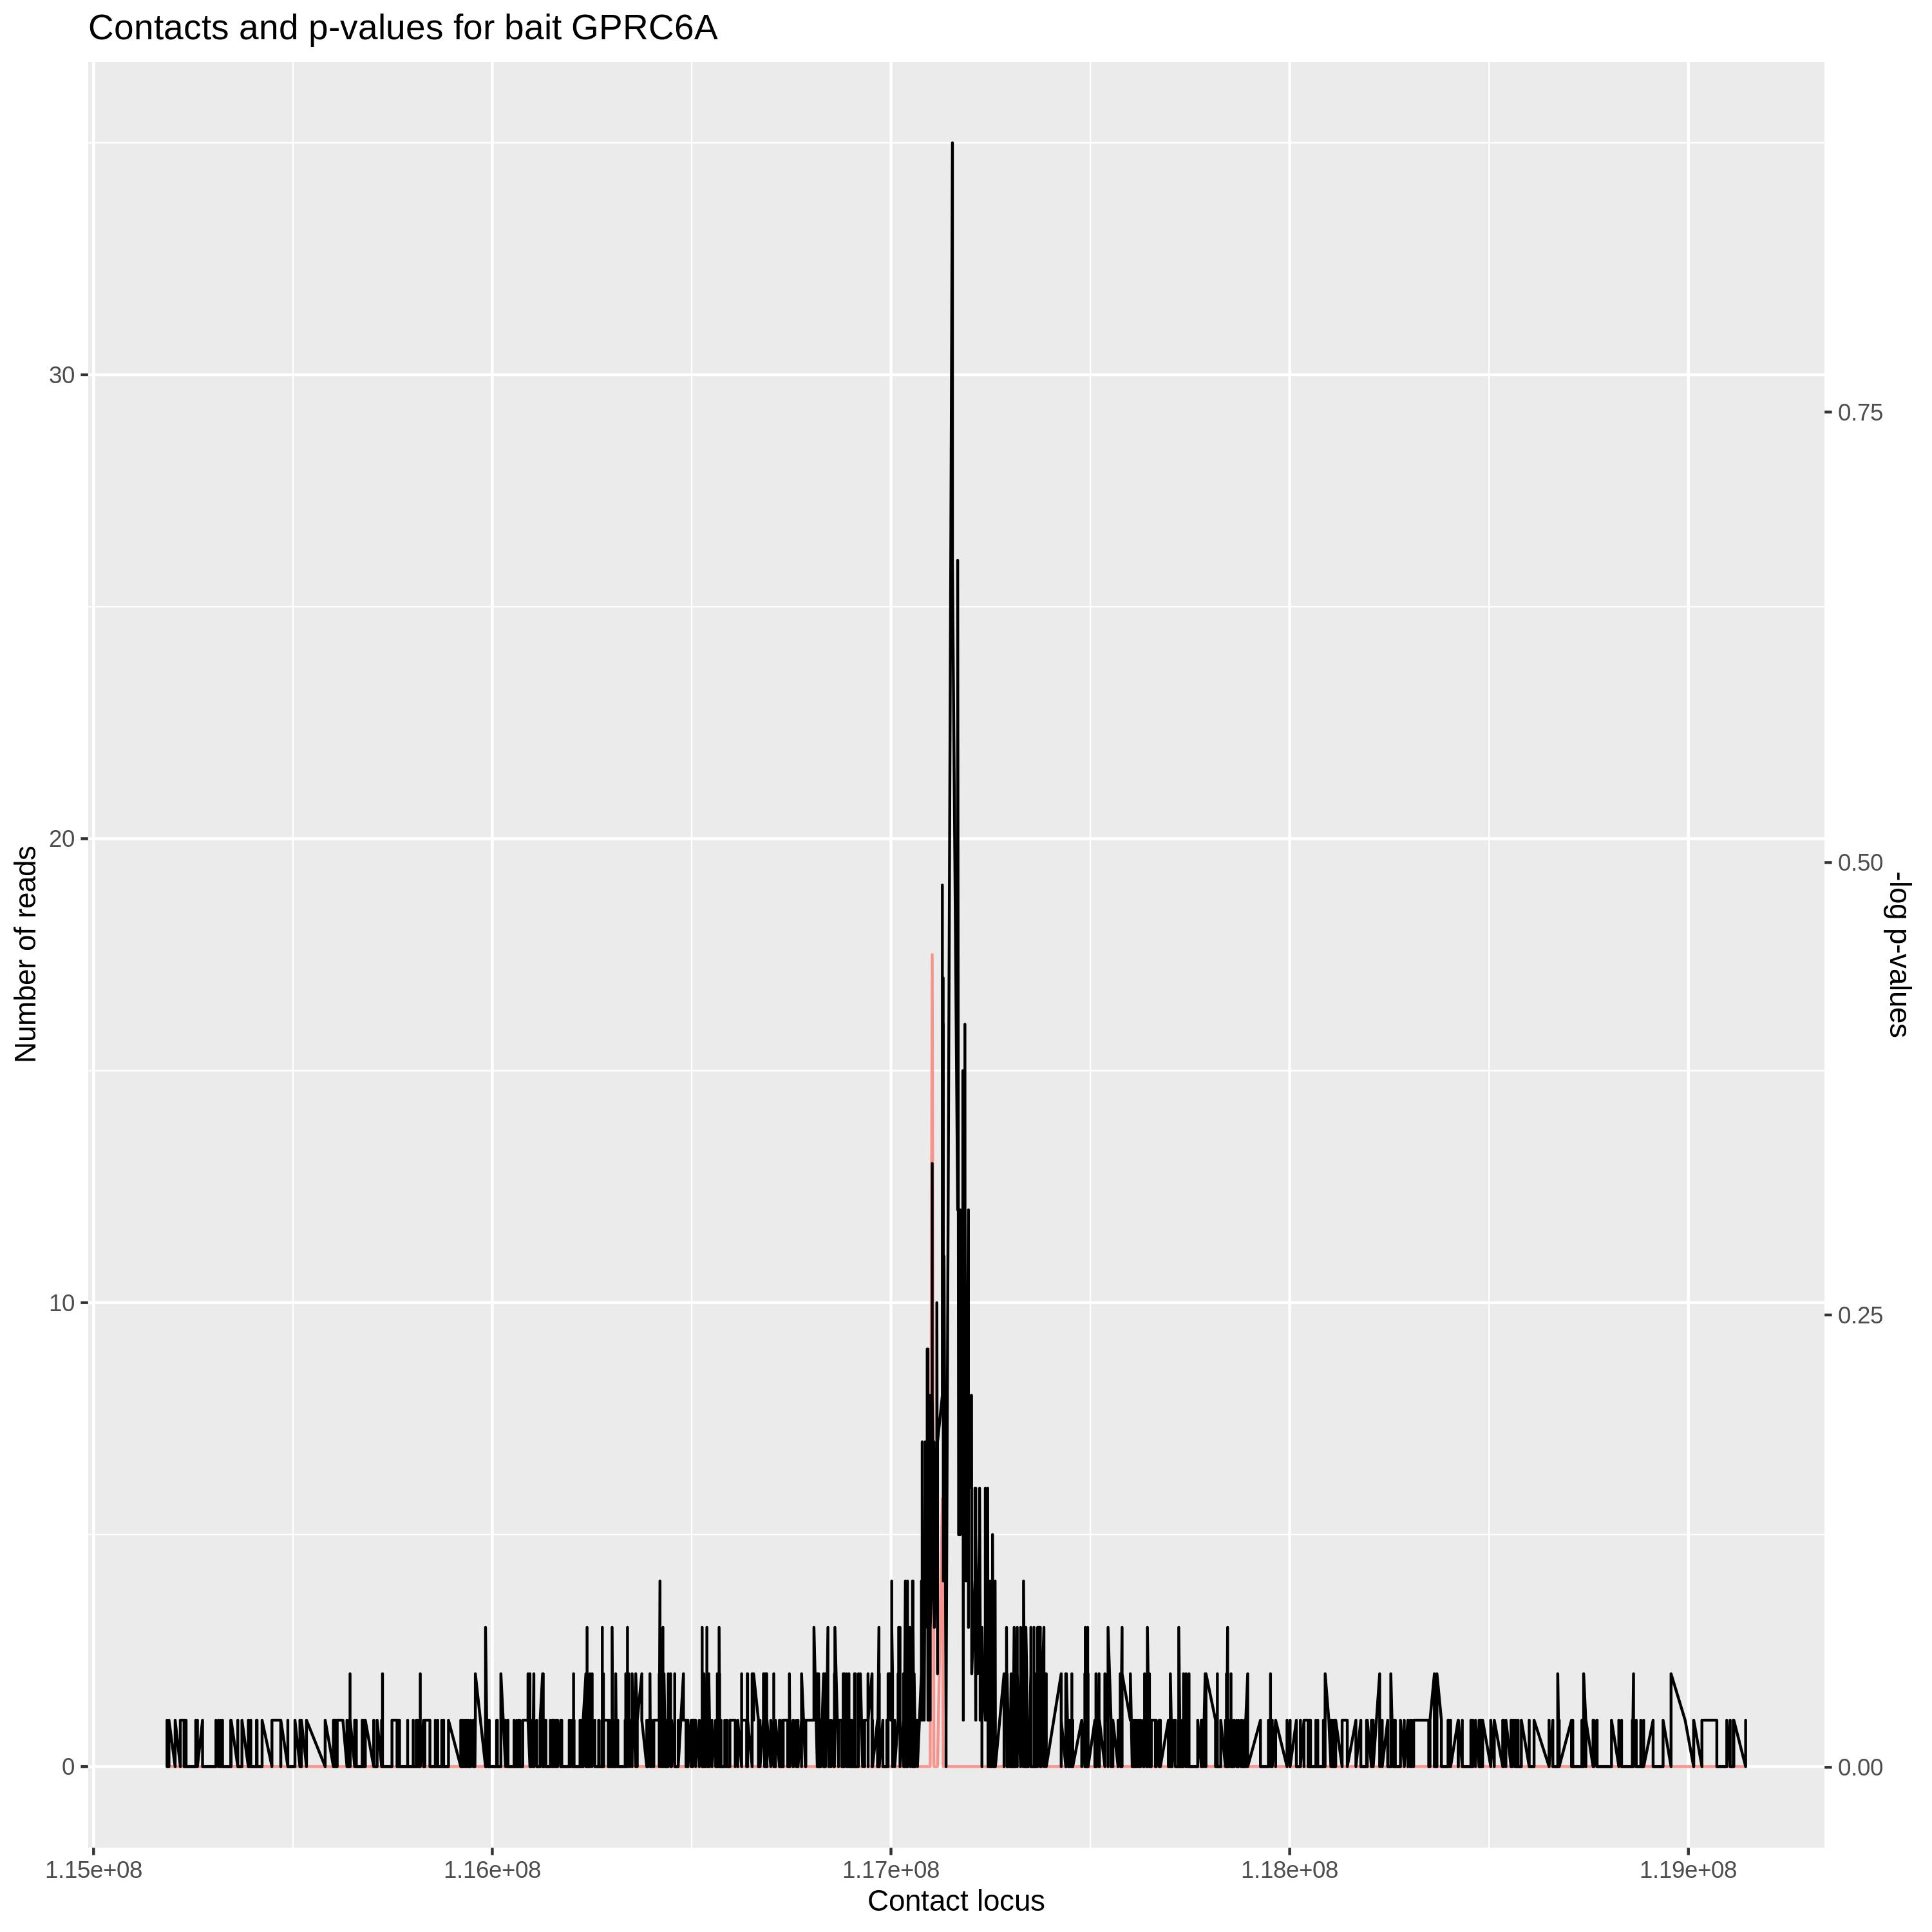 Contacts and p-values for bait GPRC6A
30
20
10
0
Number of reads
0.75
0.50
0.25
0.00
-log p-values
1.15e+08 1.16e+08 1.17e+08 1.18e+08 1.19e+08
Contact locus